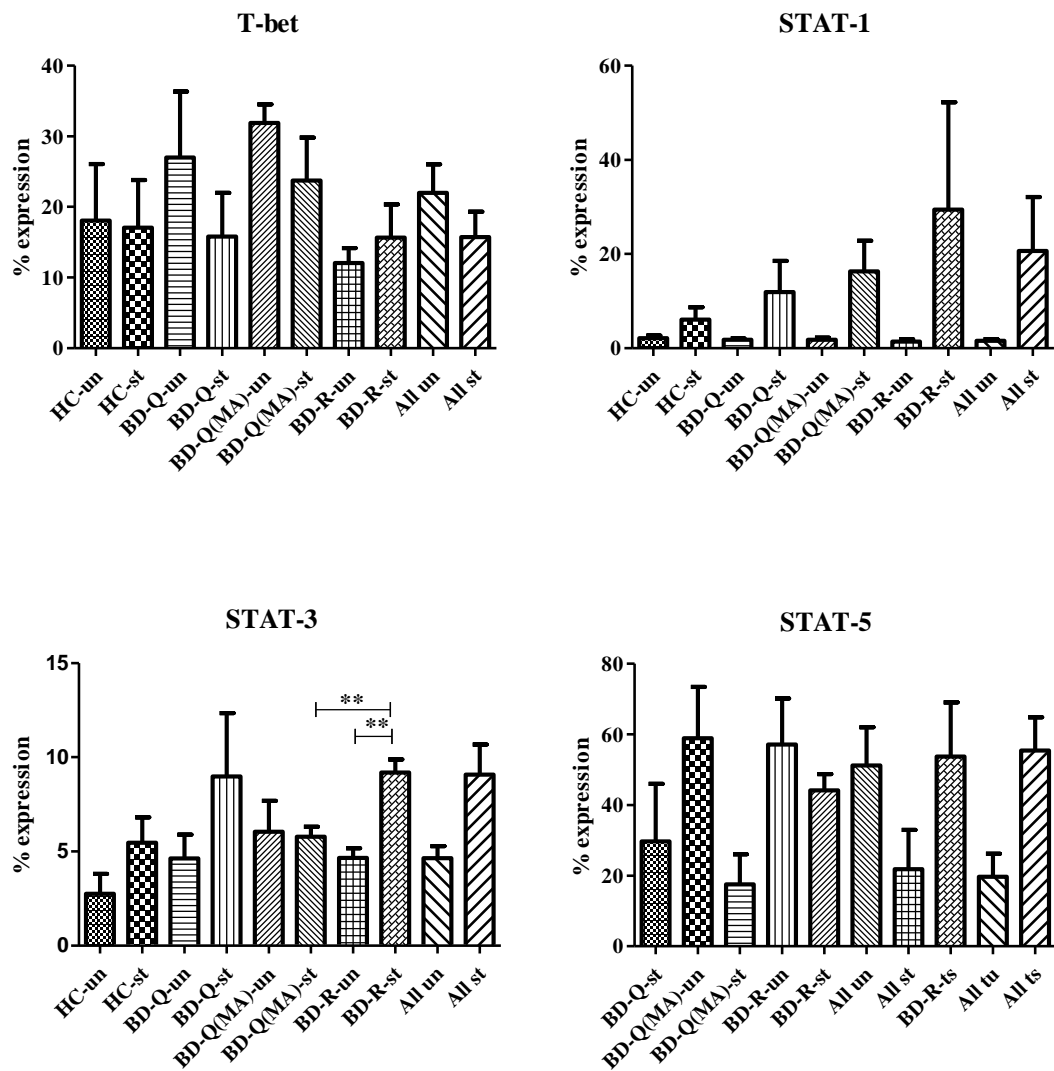 T-bet
% expression
40
30
20
10
0
HC-un
HC-st
BD-Q-un
BD-Q-st
BD-Q(MA)-un
BD-Q(MA)-st
BD-R-un
BD-R-st
All un
All st
STAT-1
% expression
60
40
20
0
HC-un
HC-st
BD-Q-un
BD-Q-st
BD-Q(MA)-un
BD-Q(MA)-st
BD-R-un
BD-R-st
All un
All st
STAT-3
% expression
15
10
5
0
**
**
HC-un
HC-st
BD-Q-un
BD-Q-st
BD-Q(MA)-un
BD-Q(MA)-st
BD-R-un
BD-R-st
All un
All st
STAT-5
% expression
80
60
40
20
0
BD-Q-st
BD-Q(MA)-un
BD-Q(MA)-st
BD-R-un
BD-R-st
All un
All st
BD-R-ts
All tu
All ts